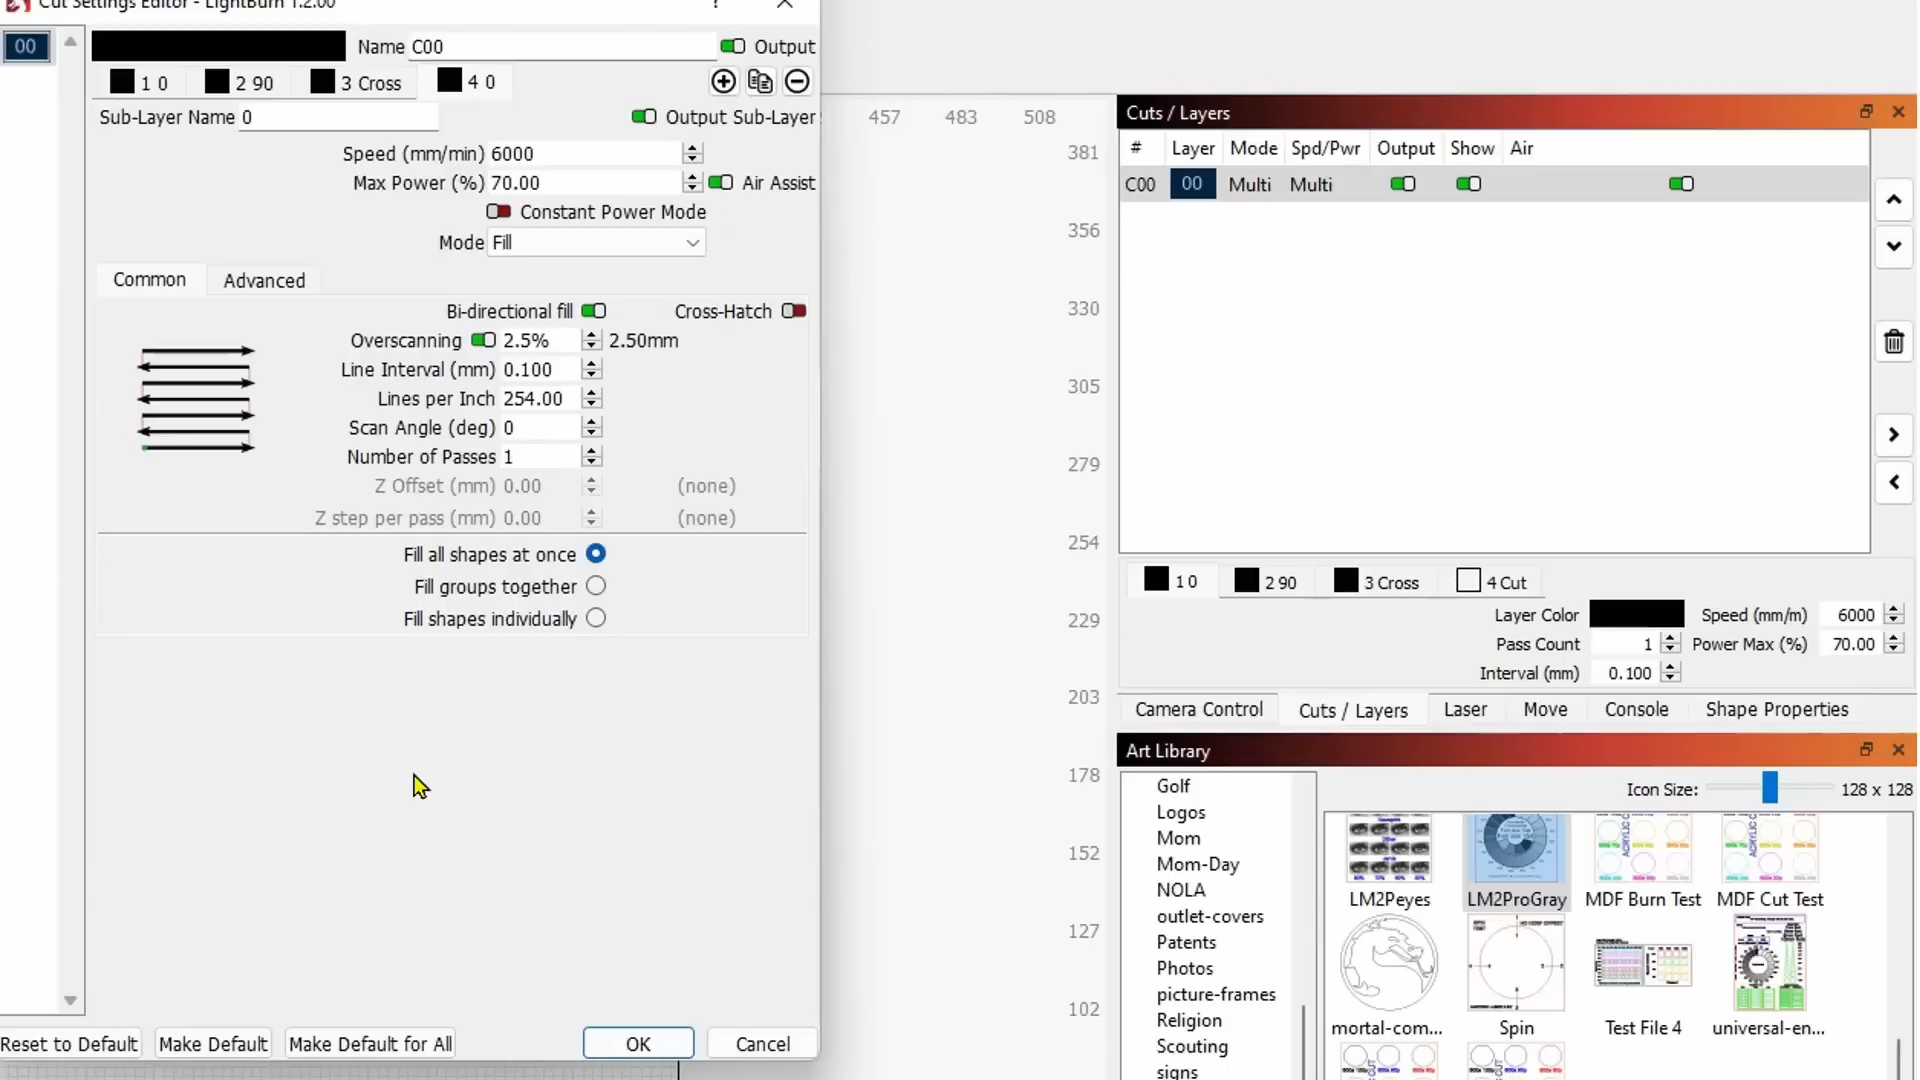 Cut Settings Editor - LightBurn 1.2.00
?
00
Name C00
Output
1 0
2 90
3 Cross
4 0
Sub-Layer Name 0
Output Sub-Layer
Speed (mm/min) 6000
Max Power (%) 70.00
Air Assist
Constant Power Mode
Mode Fill
Common
Advanced
Bi-directional fill
Cross-Hatch
Overscanning 2.5% 2.50mm
Line Interval (mm) 0.100
Lines per Inch 254.00
Scan Angle (deg) 0
Number of Passes 1
Z Offset (mm) 0.00 (none)
Z step per pass (mm) 0.00 (none)
Fill all shapes at once
Fill groups together
Fill shapes individually
Reset to Default
Make Default
Make Default for All
OK
Cancel
457 483 508
381
356
330
305
279
254
229
203
178
152
127
102
Cuts / Layers
# Layer Mode Spd/Pwr Output Show Air
C00 00 Multi Multi
1 0
2 90
3 Cross
4 Cut
Layer Color
Speed (mm/m) 6000
Pass Count 1
Power Max (%) 70.00
Interval (mm) 0.100
Camera Control
Cuts / Layers
Laser
Move
Console
Shape Properties
Art Library
Icon Size: 128 x 128
Golf
Logos
Mom
Mom-Day
NOLA
outlet-covers
Patents
Photos
picture-frames
Religion
Scouting
signs
LM2Peyes
LM2ProGray
MDF Burn Test
MDF Cut Test
mortal-com...
Spin
Test File 4
universal-en...